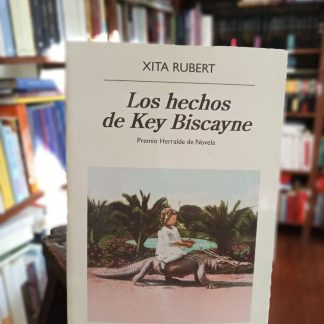 XITA RUBERT
Los hechos
de Key Biscayne
Premio Herralde de Novela